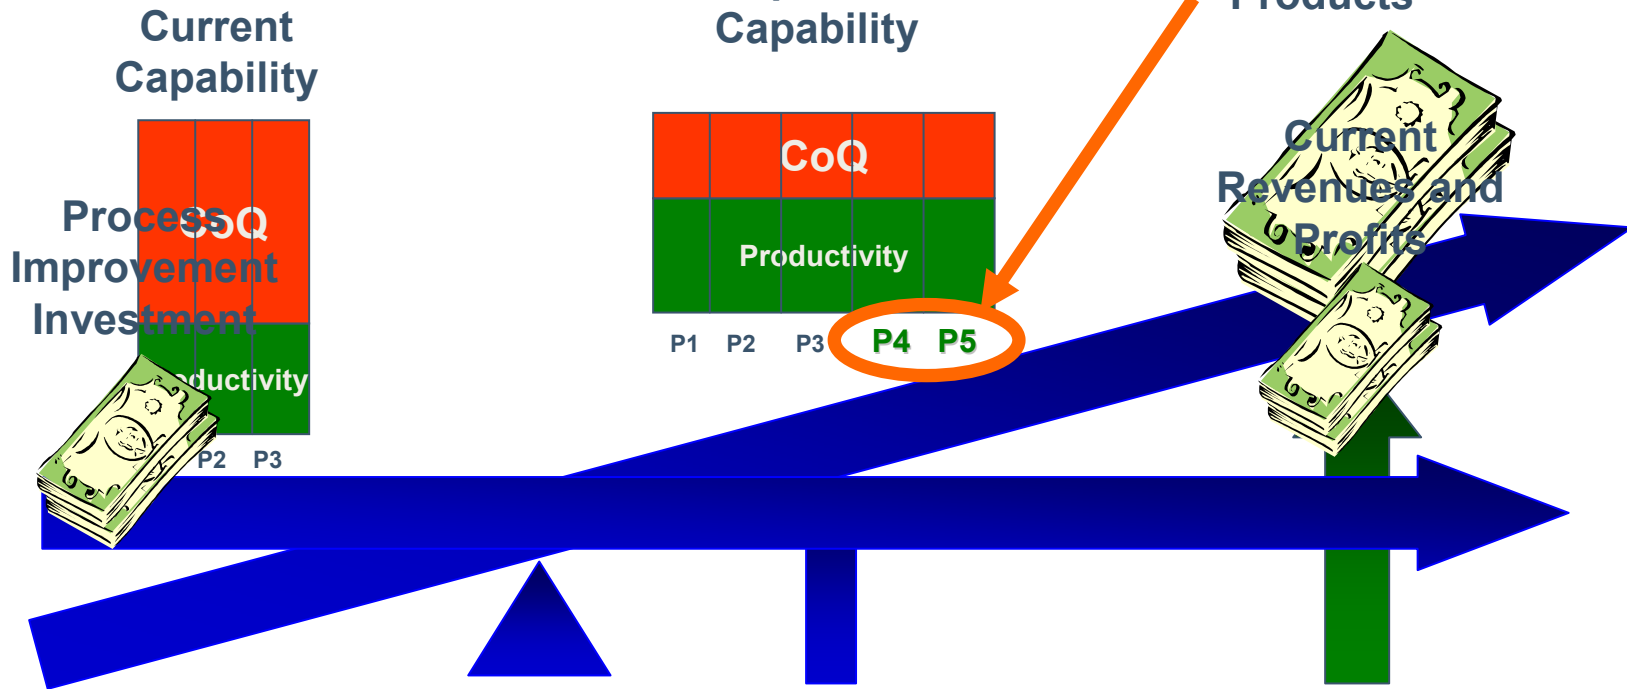 Current
Capability
Capability
Products
CoQ
Productivity
P1 P2 P3 P4 P5
Process
Improvement
Investment
CoQ
Productivity
P2 P3
Current
Revenues and
Profits